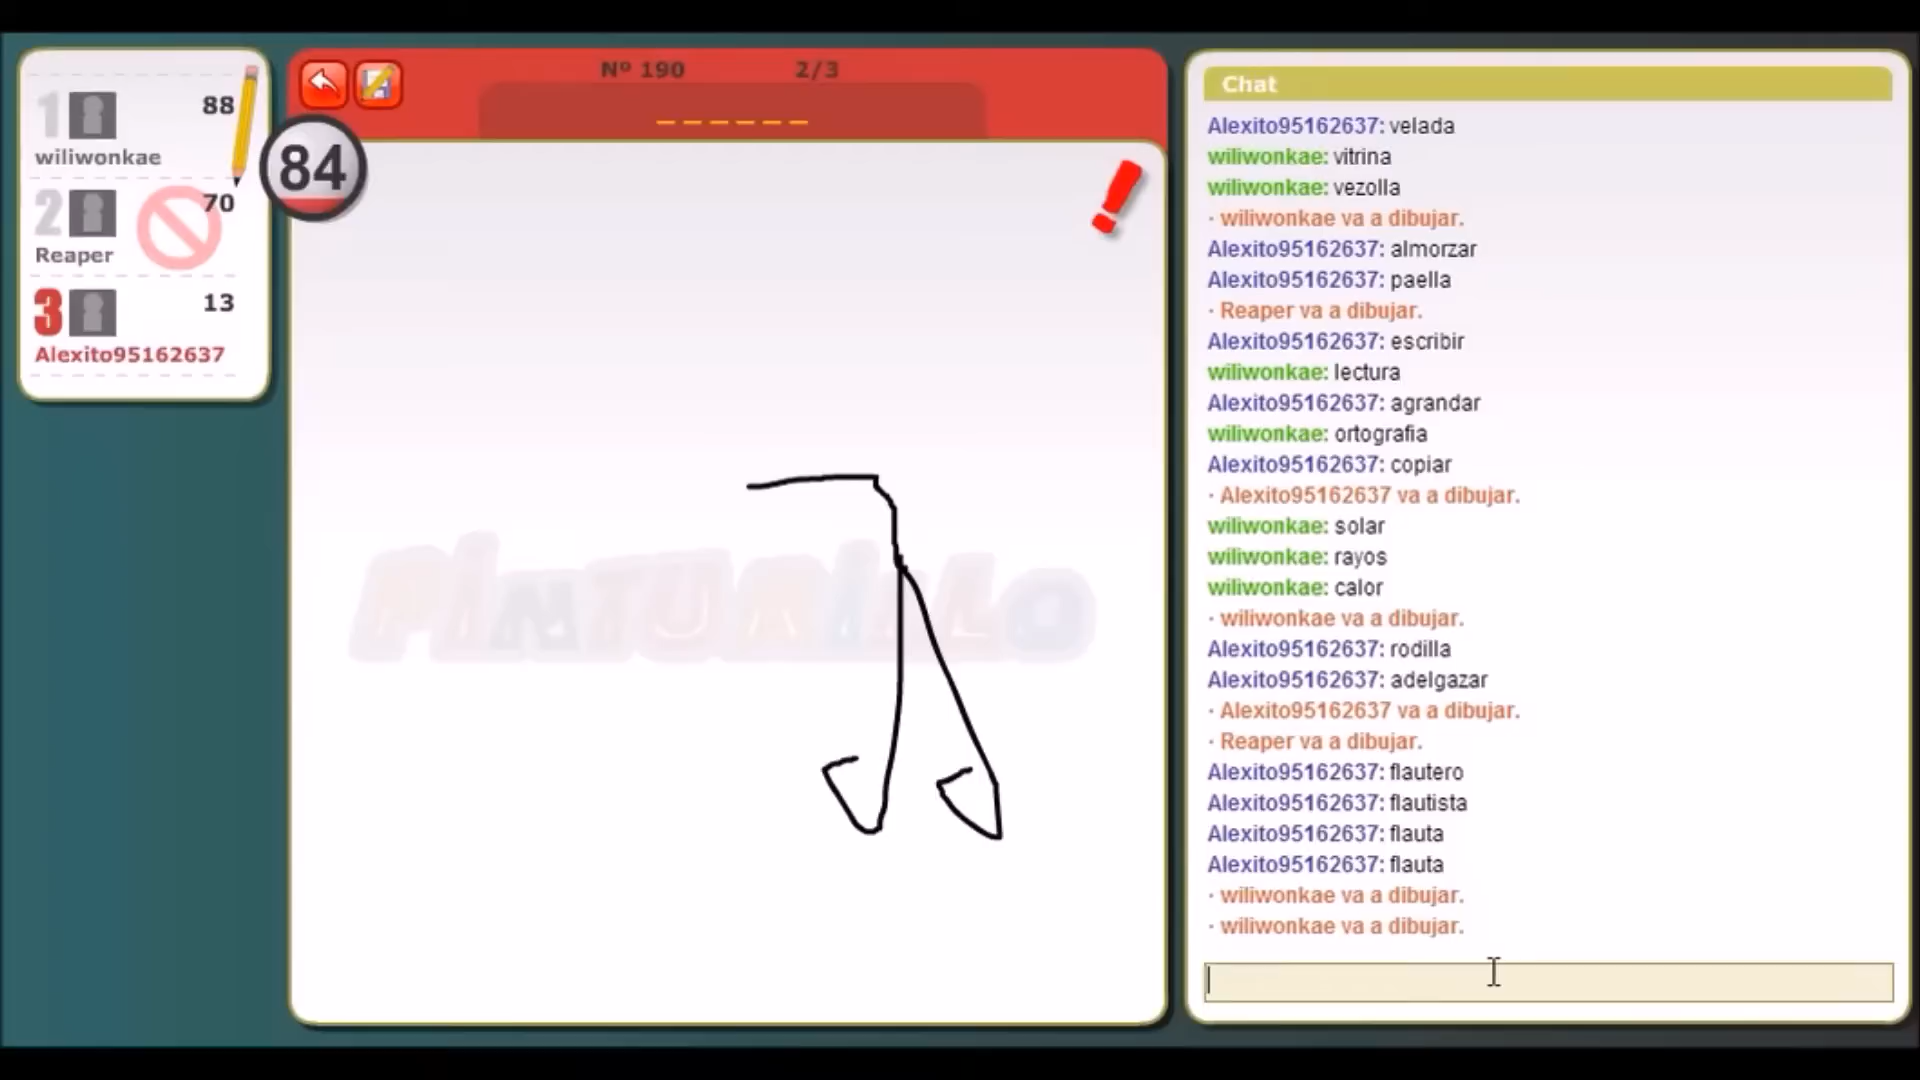 1
88
wiliwonkae
2
70
Reaper
3
13
Alexito95162637
84
Nº 190
2/3
PINTURILLO
Chat
Alexito95162637: velada
wiliwonkae: vitrina
wiliwonkae: vezolla
· wiliwonkae va a dibujar.
Alexito95162637: almorzar
Alexito95162637: paella
· Reaper va a dibujar.
Alexito95162637: escribir
wiliwonkae: lectura
Alexito95162637: agrandar
wiliwonkae: ortografia
Alexito95162637: copiar
· Alexito95162637 va a dibujar.
wiliwonkae: solar
wiliwonkae: rayos
wiliwonkae: calor
· wiliwonkae va a dibujar.
Alexito95162637: rodilla
Alexito95162637: adelgazar
· Alexito95162637 va a dibujar.
· Reaper va a dibujar.
Alexito95162637: flautero
Alexito95162637: flautista
Alexito95162637: flauta
Alexito95162637: flauta
· wiliwonkae va a dibujar.
· wiliwonkae va a dibujar.